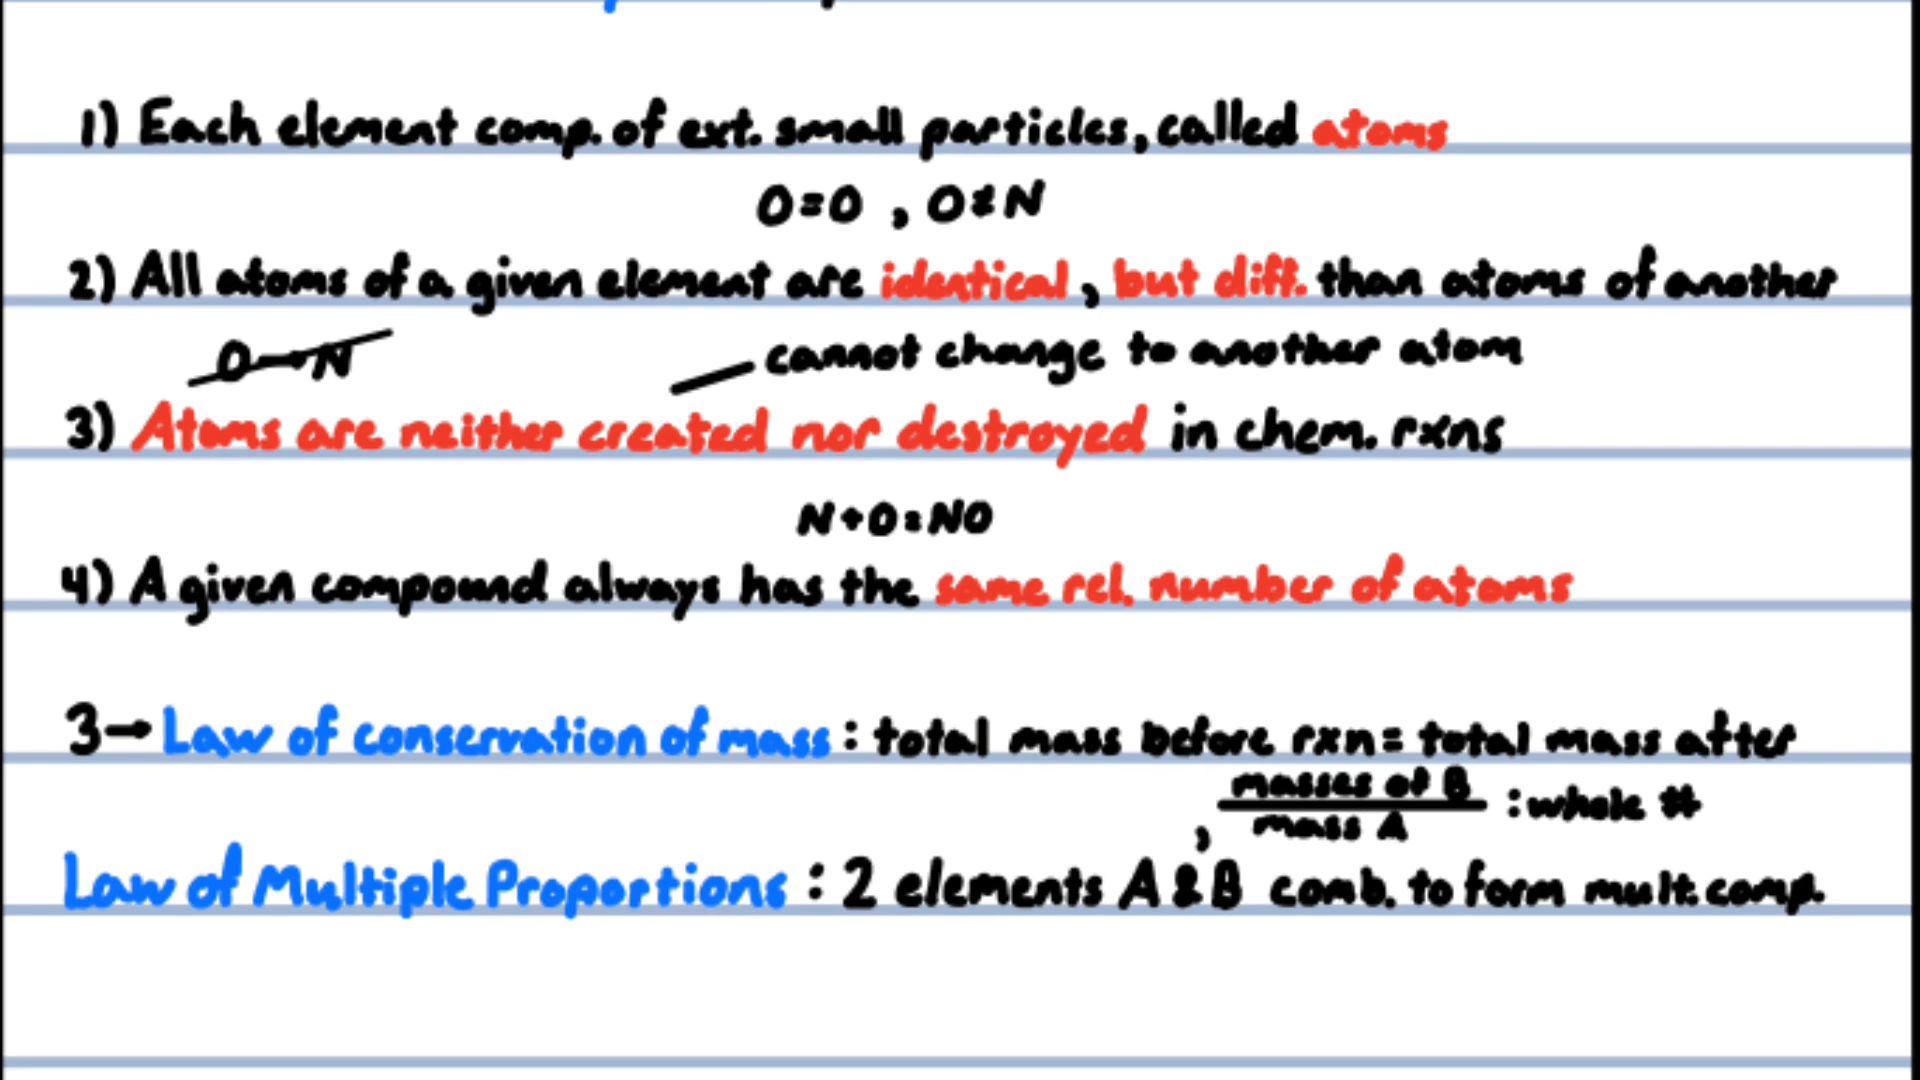 1) Each element comp. of ext. small particles, called atoms
O=O , O≠N
2) All atoms of a given element are identical, but diff. than atoms of another
O→N
cannot change to another atom
3) Atoms are neither created nor destroyed in chem. rxns
N+O=NO
4) A given compound always has the same rel. number of atoms
3→ Law of conservation of mass : total mass before rxn = total mass after
masses of B
mass A
: whole #
Law of Multiple Proportions : 2 elements A & B , comb. to form mult. comp.